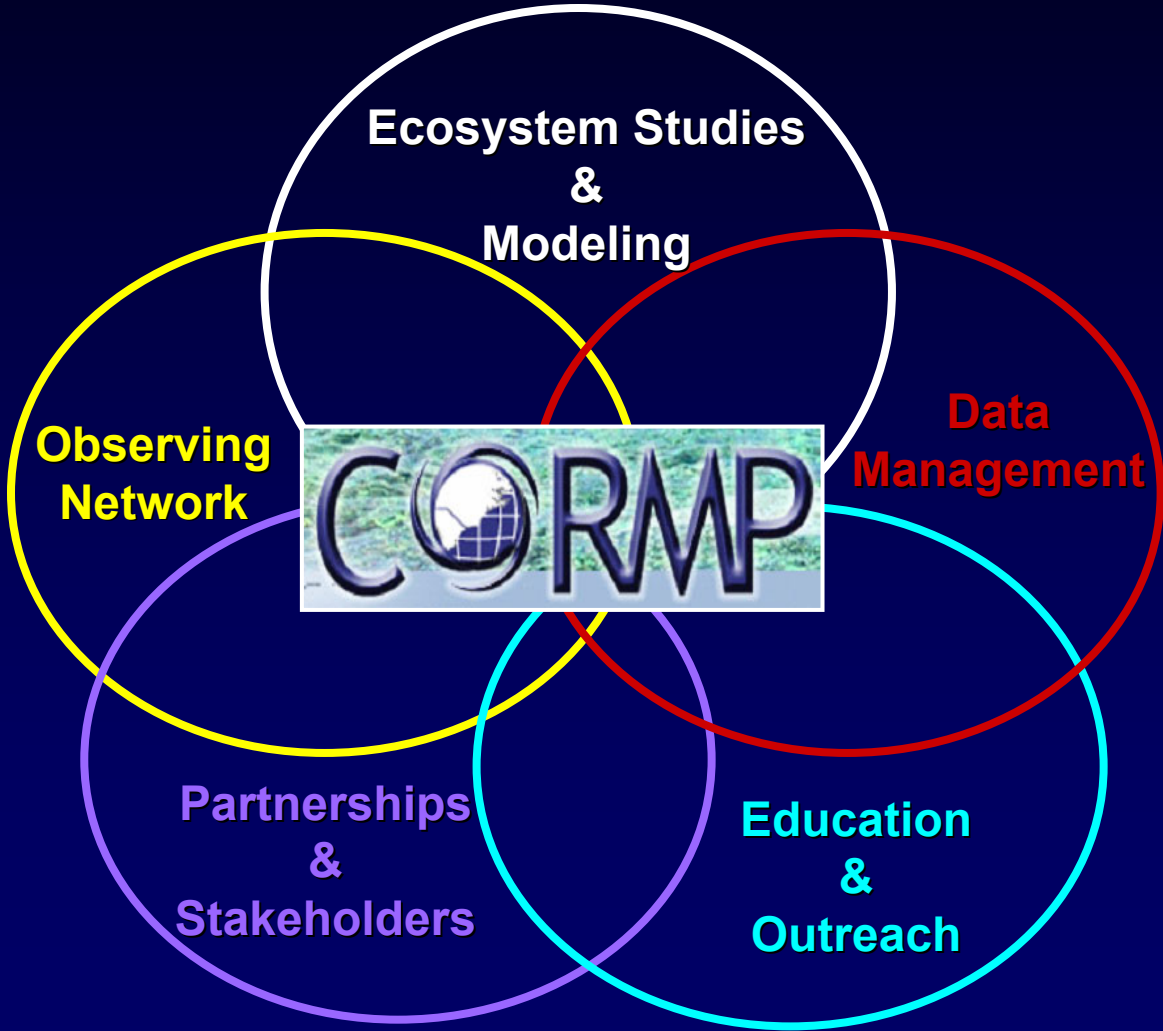 Ecosystem Studies
&
Modeling
Observing
Network
Data
Management
CORMP
Partnerships
&
Stakeholders
Education
&
Outreach